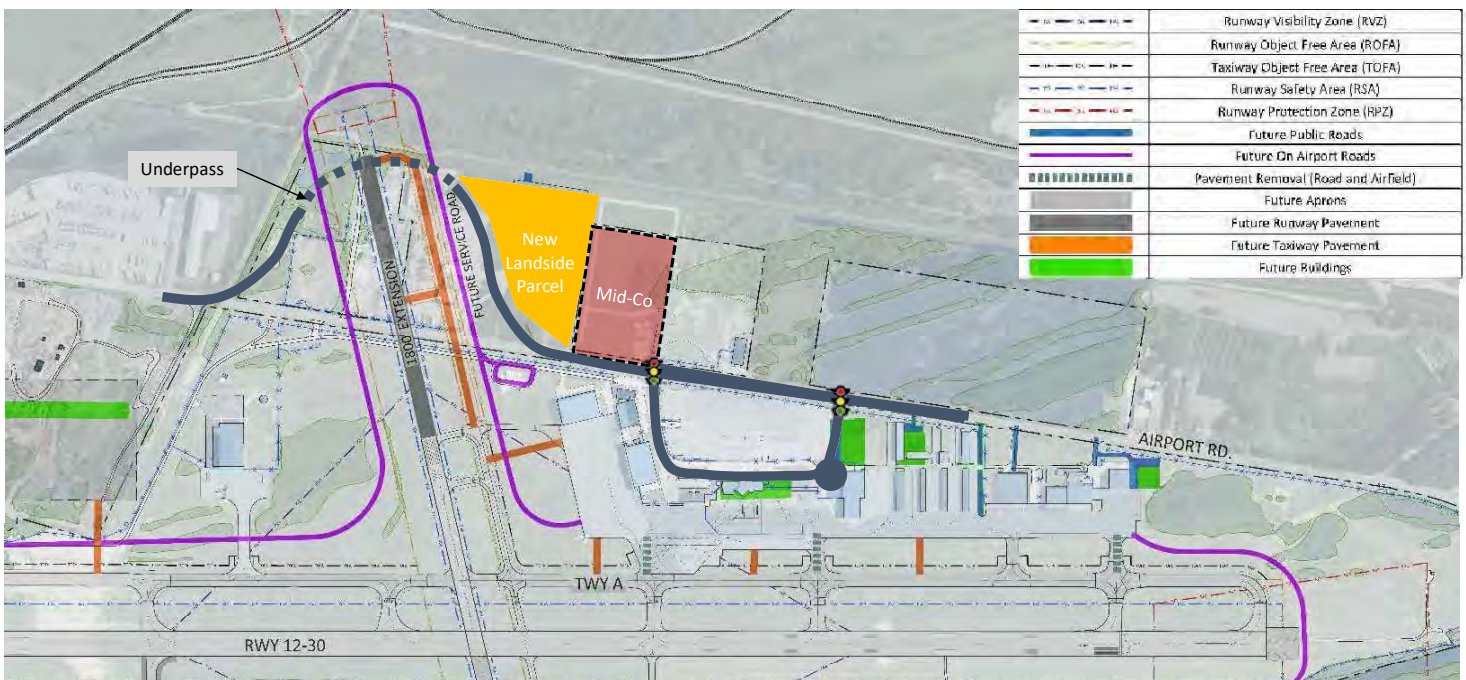 Runway Visibility Zone (RVZ)
Runway Object Free Area (ROFA)
Taxiway Object Free Area (TOFA)
Runway Safety Area (RSA)
Runway Protection Zone (RPZ)
Future Public Roads
Future On Airport Roads
Pavement Removal (Road and Airfield)
Future Aprons
Future Runway Pavement
Future Taxiway Pavement
Future Buildings
Underpass
New
Landside
Parcel
Mid-Co
FUTURE SERVICE ROAD
1800' EXTENSION
AIRPORT RD.
TWY A
RWY 12-30